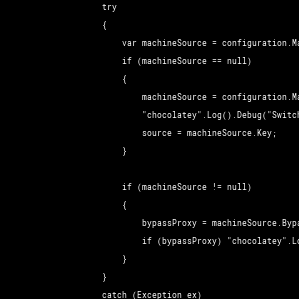 try
{
var machineSource = configuration.Ma
if (machineSource == null)
{
machineSource = configuration.Ma
"chocolatey".Log().Debug("Switch
source = machineSource.Key;
}
if (machineSource != null)
{
bypassProxy = machineSource.Bypa
if (bypassProxy) "chocolatey".Lo
}
}
catch (Exception ex)